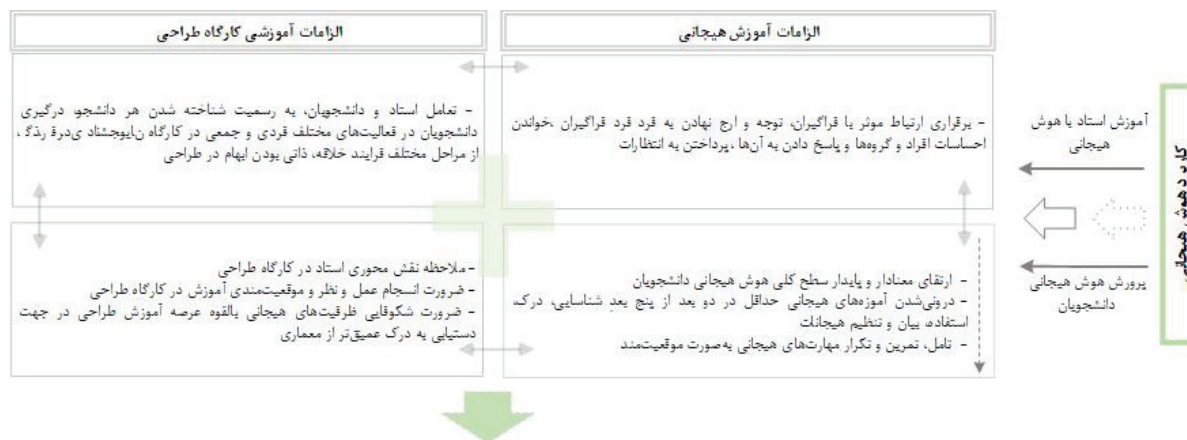 کاربرد هوش هیجانی
آموزش استاد با هوش
هیجانی
پرورش هوش هیجانی
دانشجویان
الزامات آموزش هیجانی
- برقراری ارتباط موثر با فراگیران، توجه و ارج نهادن به فرد فرد فراگیران ،خواندن
احساسات افراد و گروه‌ها و پاسخ دادن به آن‌ها ،پرداختن به انتظارات
- ارتقای معنادار و پایدار سطح کلی هوش هیجانی دانشجویان
- درونی‌شدن آموزه‌های هیجانی حداقل در دو بعد از پنج بعدِ شناسایی، درک،
استفاده، بیان و تنظیم هیجانات
- تامل، تمرین و تکرار مهارت‌های هیجانی به‌صورت موقعیت‌مند
الزامات آموزشی کارگاه طراحی
- تعامل استاد و دانشجویان، به رسمیت شناخته شدن هر دانشجو، درگیری
دانشجویان در فعالیت‌های مختلف فردی و جمعی در کارگاه
از مراحل مختلف فرایند خلاقه، ذاتی بودن ابهام در طراحی
- ملاحظه نقش محوری استاد در کارگاه طراحی
- ضرورت انسجام عمل و نظر و موقعیت‌مندی آموزش در کارگاه طراحی
- ضرورت شکوفایی ظرفیت‌های هیجانی بالقوه عرصه آموزش طراحی در جهت
دستیابی به درک عمیق‌تر از معماری